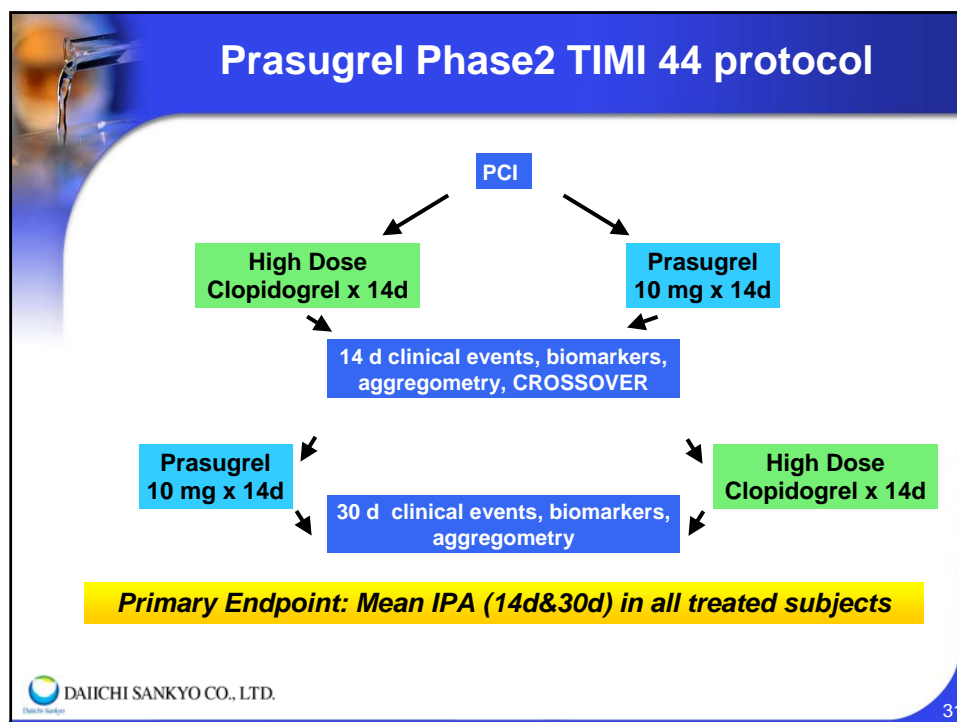 Prasugrel Phase2 TIMI 44 protocol
PCI
High Dose
Clopidogrel x 14d
Prasugrel
10 mg x 14d
14 d clinical events, biomarkers,
aggregometry, CROSSOVER
Prasugrel
10 mg x 14d
High Dose
Clopidogrel x 14d
30 d clinical events, biomarkers,
aggregometry
Primary Endpoint: Mean IPA (14d&30d) in all treated subjects
DAIICHI SANKYO CO., LTD.
Daiichi-Sankyo
31